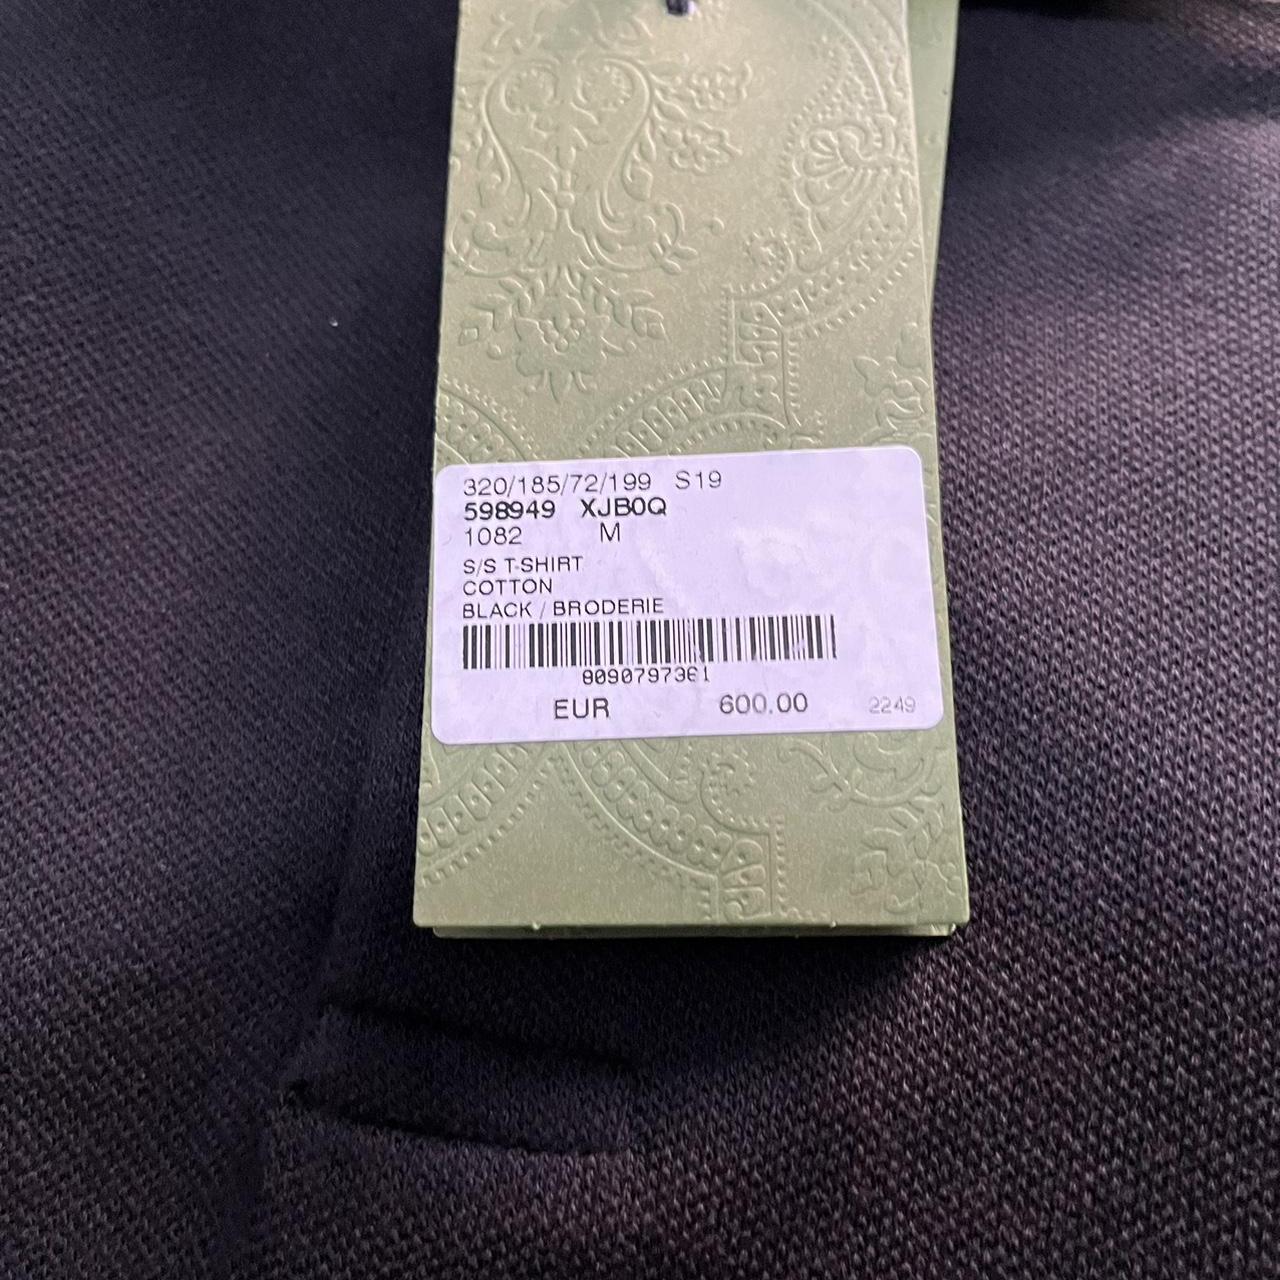 320/185/72/199 S19
598949 XJB0Q
1082 M
S/S T-SHIRT
COTTON
BLACK / BRODERIE
8090797361
EUR 600.00 2249